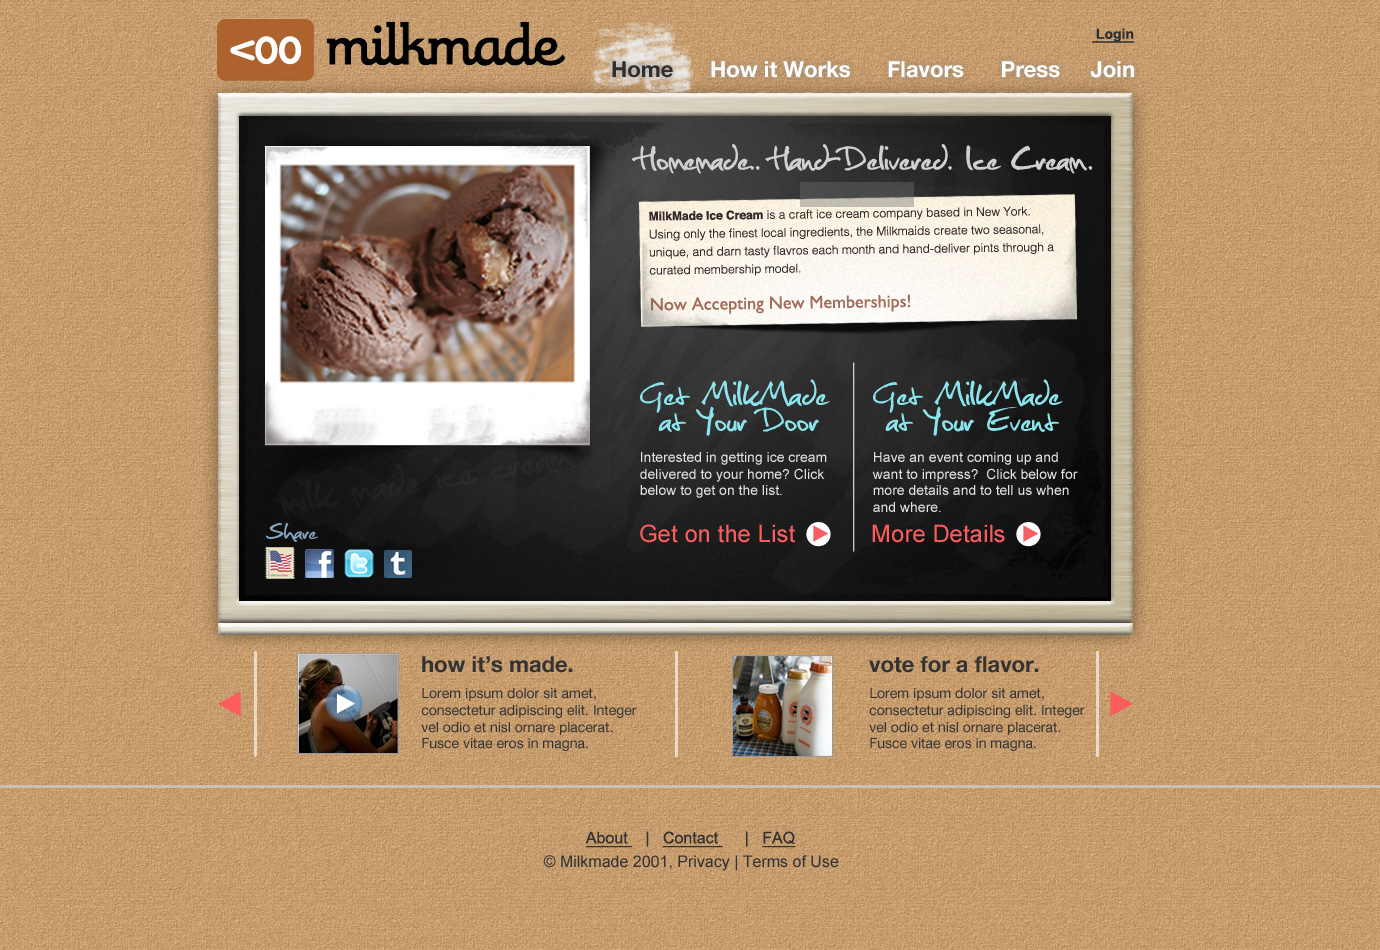 <00 milkmade
Login
Home How it Works Flavors Press Join
Homemade. Hand-Delivered. Ice Cream.
MilkMade Ice Cream is a craft ice cream company based in New York.
Using only the finest local ingredients, the Milkmaids create two seasonal,
unique, and darn tasty flavros each month and hand-deliver pints through a
curated membership model.
Now Accepting New Memberships!
Get MilkMade
at Your Door
Interested in getting ice cream
delivered to your home? Click
below to get on the list.
Get on the List
Get MilkMade
at Your Event
Have an event coming up and
want to impress? Click below for
more details and to tell us when
and where.
More Details
milk made ice cream
Share
f t t
how it's made.
Lorem ipsum dolor sit amet,
consectetur adipiscing elit. Integer
vel odio et nisl ornare placerat.
Fusce vitae eros in magna.
vote for a flavor.
Lorem ipsum dolor sit amet,
consectetur adipiscing elit. Integer
vel odio et nisl ornare placerat.
Fusce vitae eros in magna.
About | Contact | FAQ
© Milkmade 2001, Privacy | Terms of Use